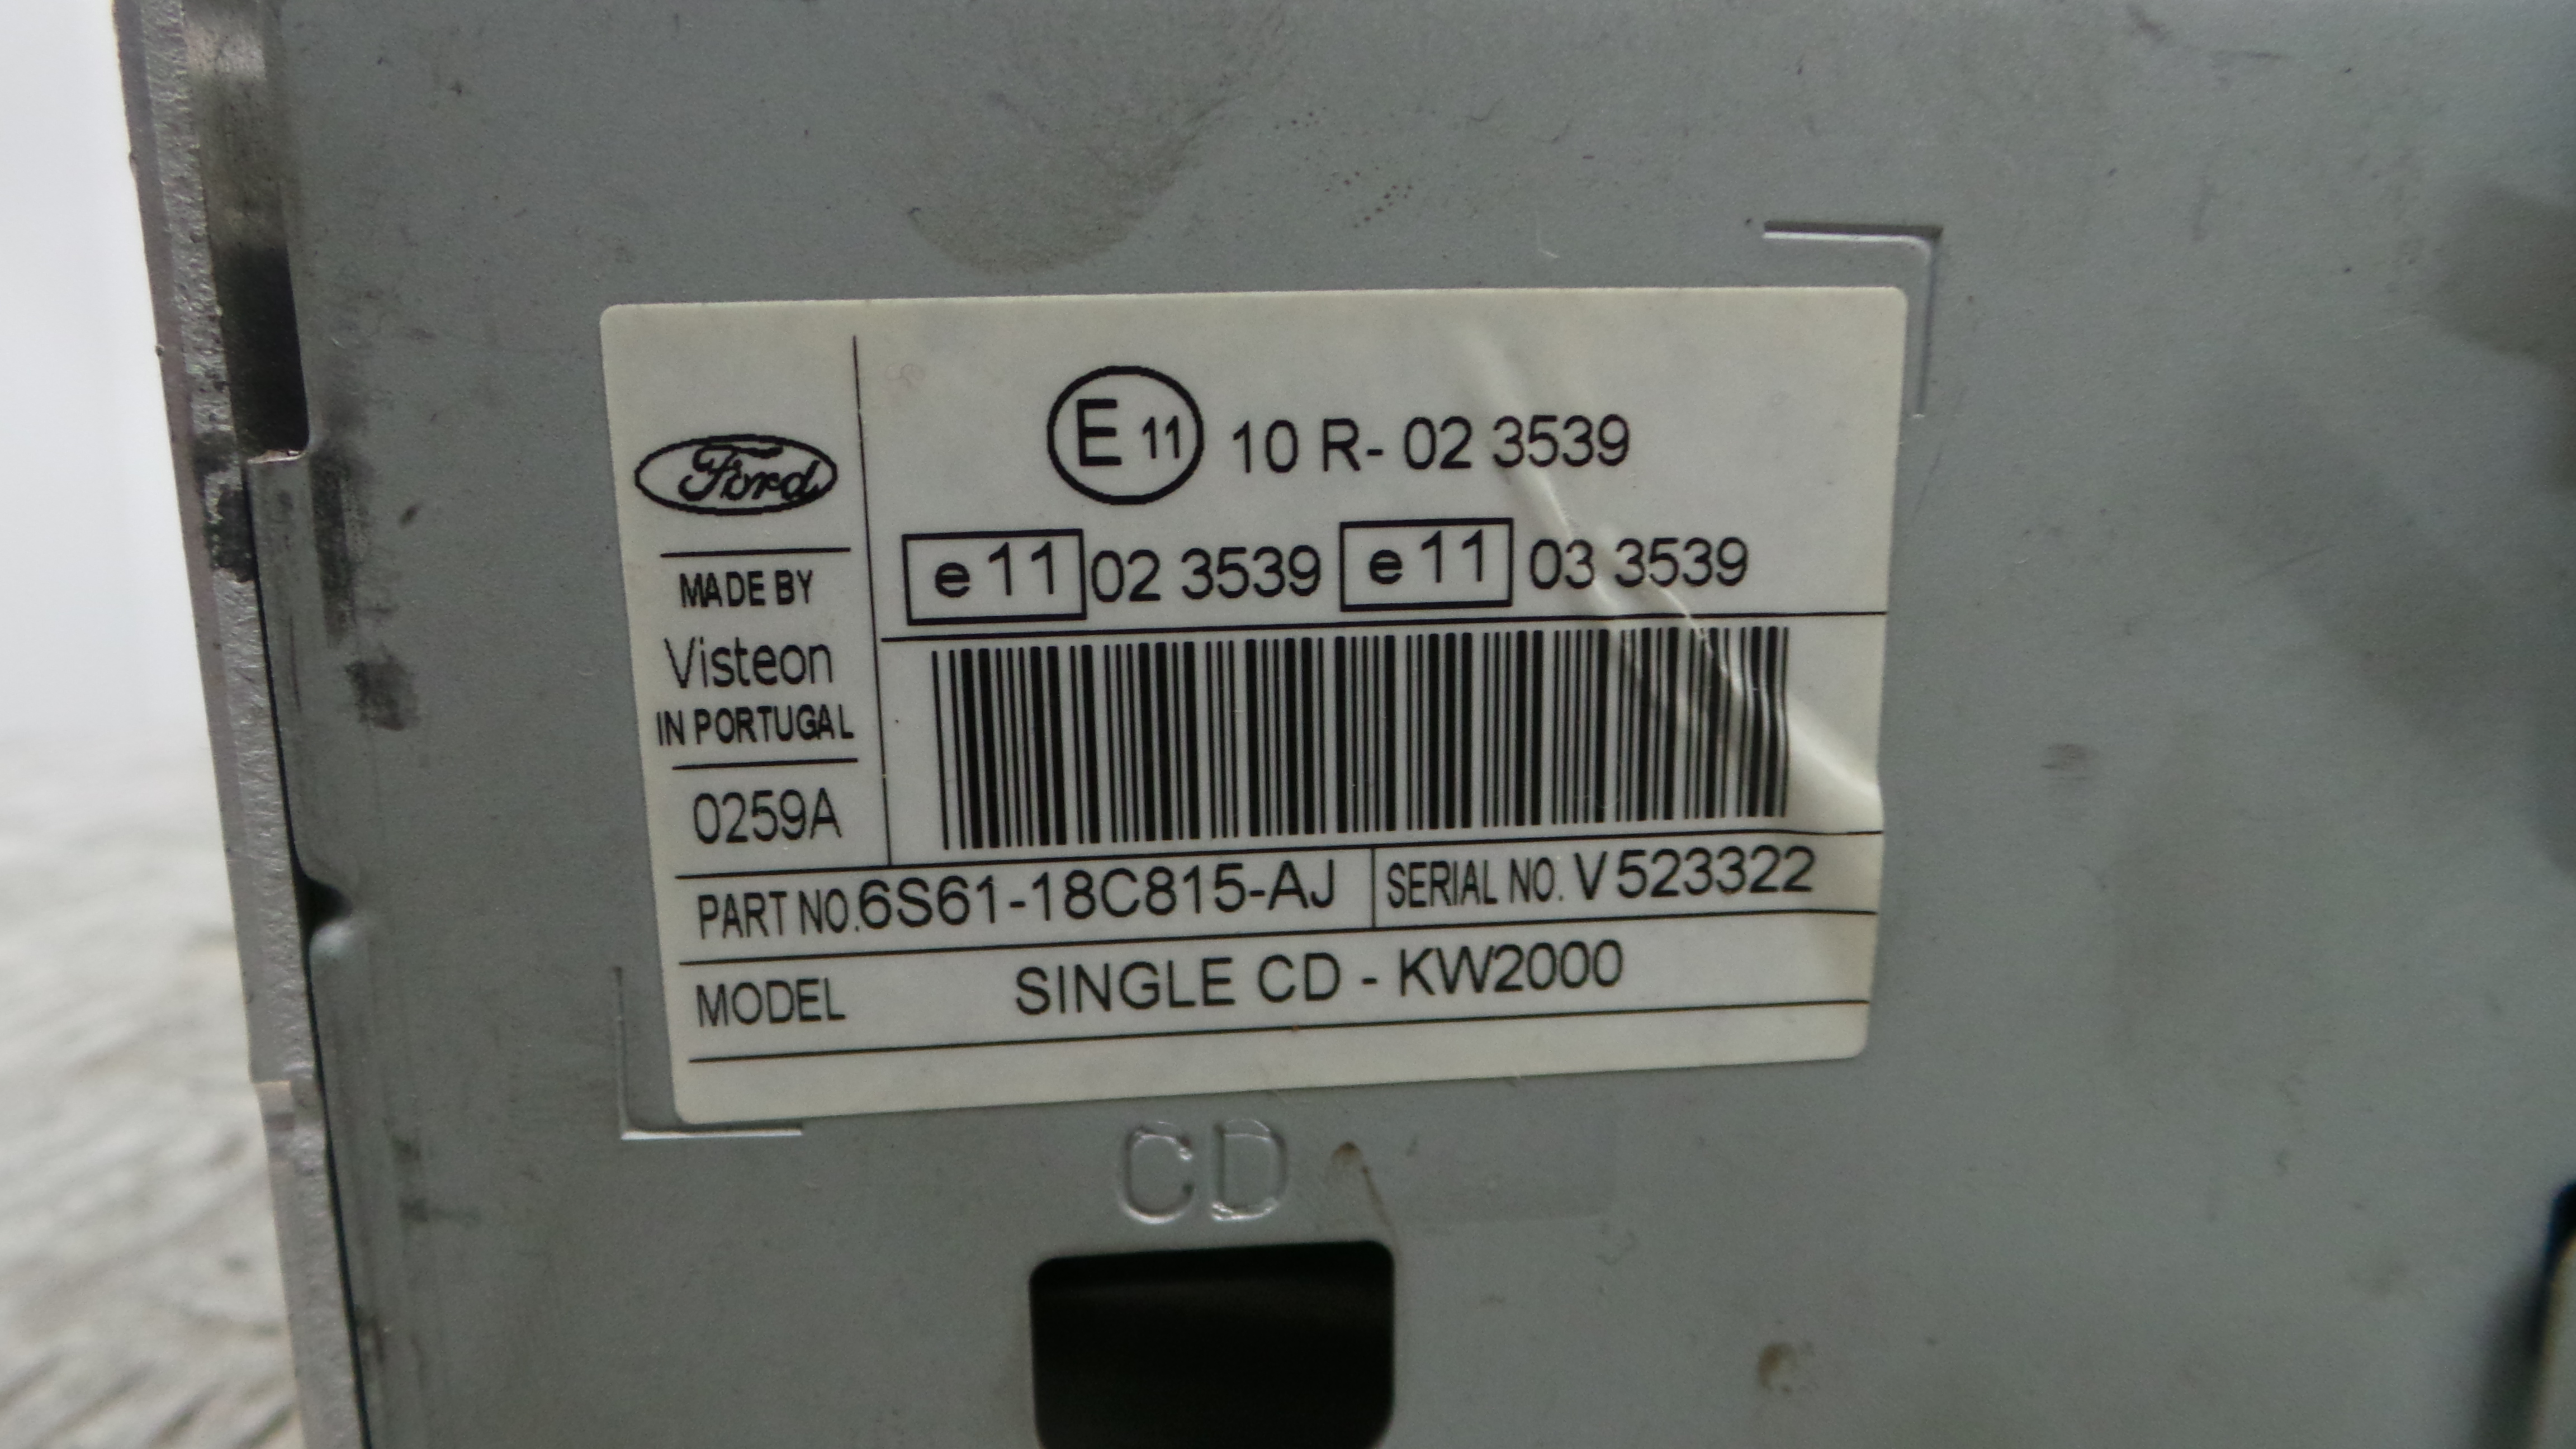 Ford
MADE BY
Visteon
IN PORTUGAL
0259A
E 11 10 R- 02 3539
e 11 02 3539 e 11 03 3539
PART NO. 6S61-18C815-AJ SERIAL NO. V 523322
MODEL SINGLE CD - KW2000
CD